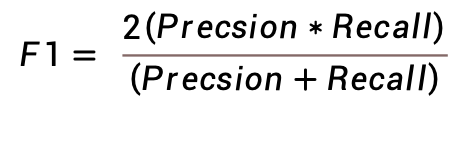 F1 = 2(Precsion * Recall)
(Precsion + Recall)